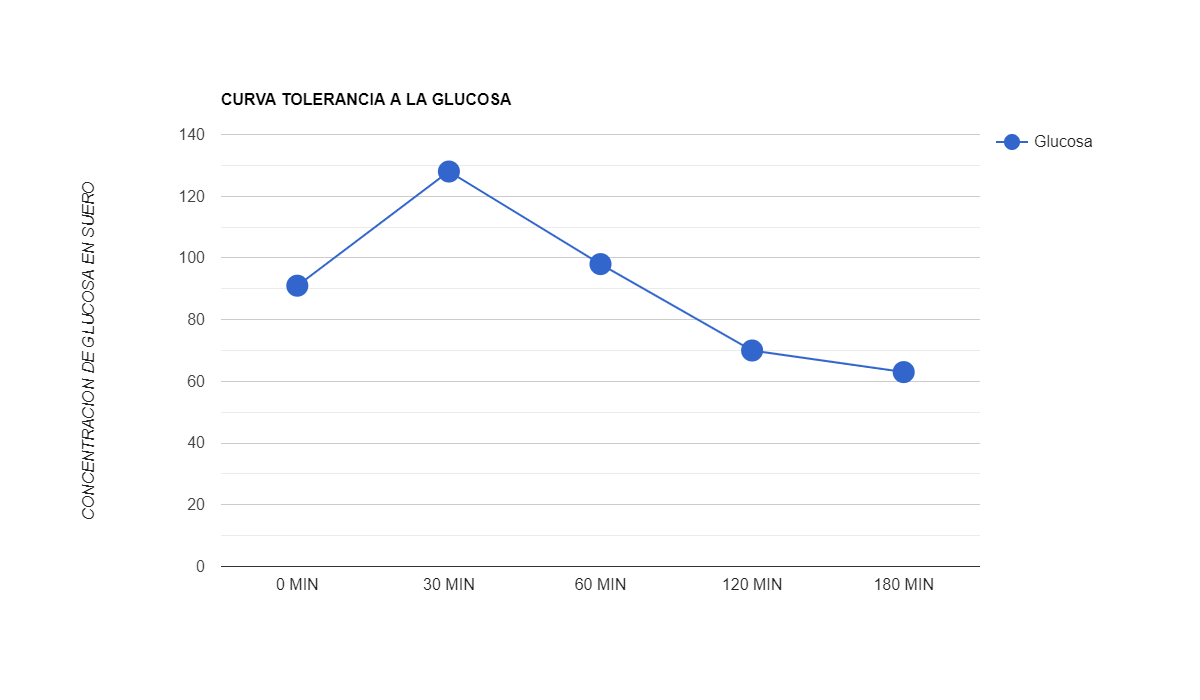 CURVA TOLERANCIA A LA GLUCOSA
Glucosa
CONCENTRACION DE GLUCOSA EN SUERO
140
120
100
80
60
40
20
0
0 MIN 30 MIN 60 MIN 120 MIN 180 MIN